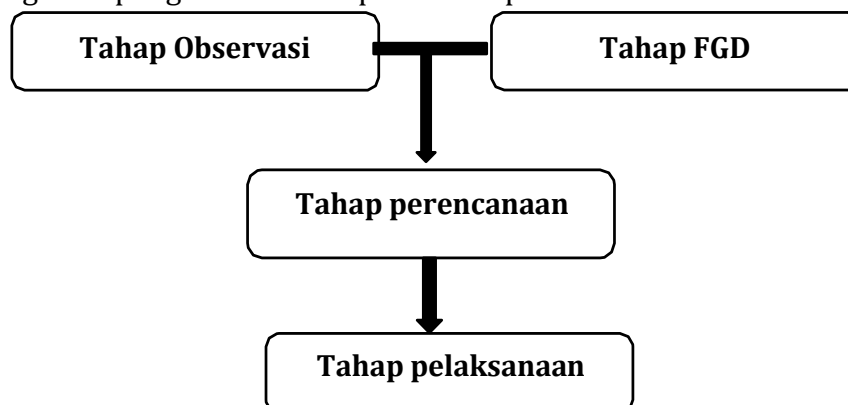 Tahap Observasi
Tahap FGD
Tahap perencanaan
Tahap pelaksanaan